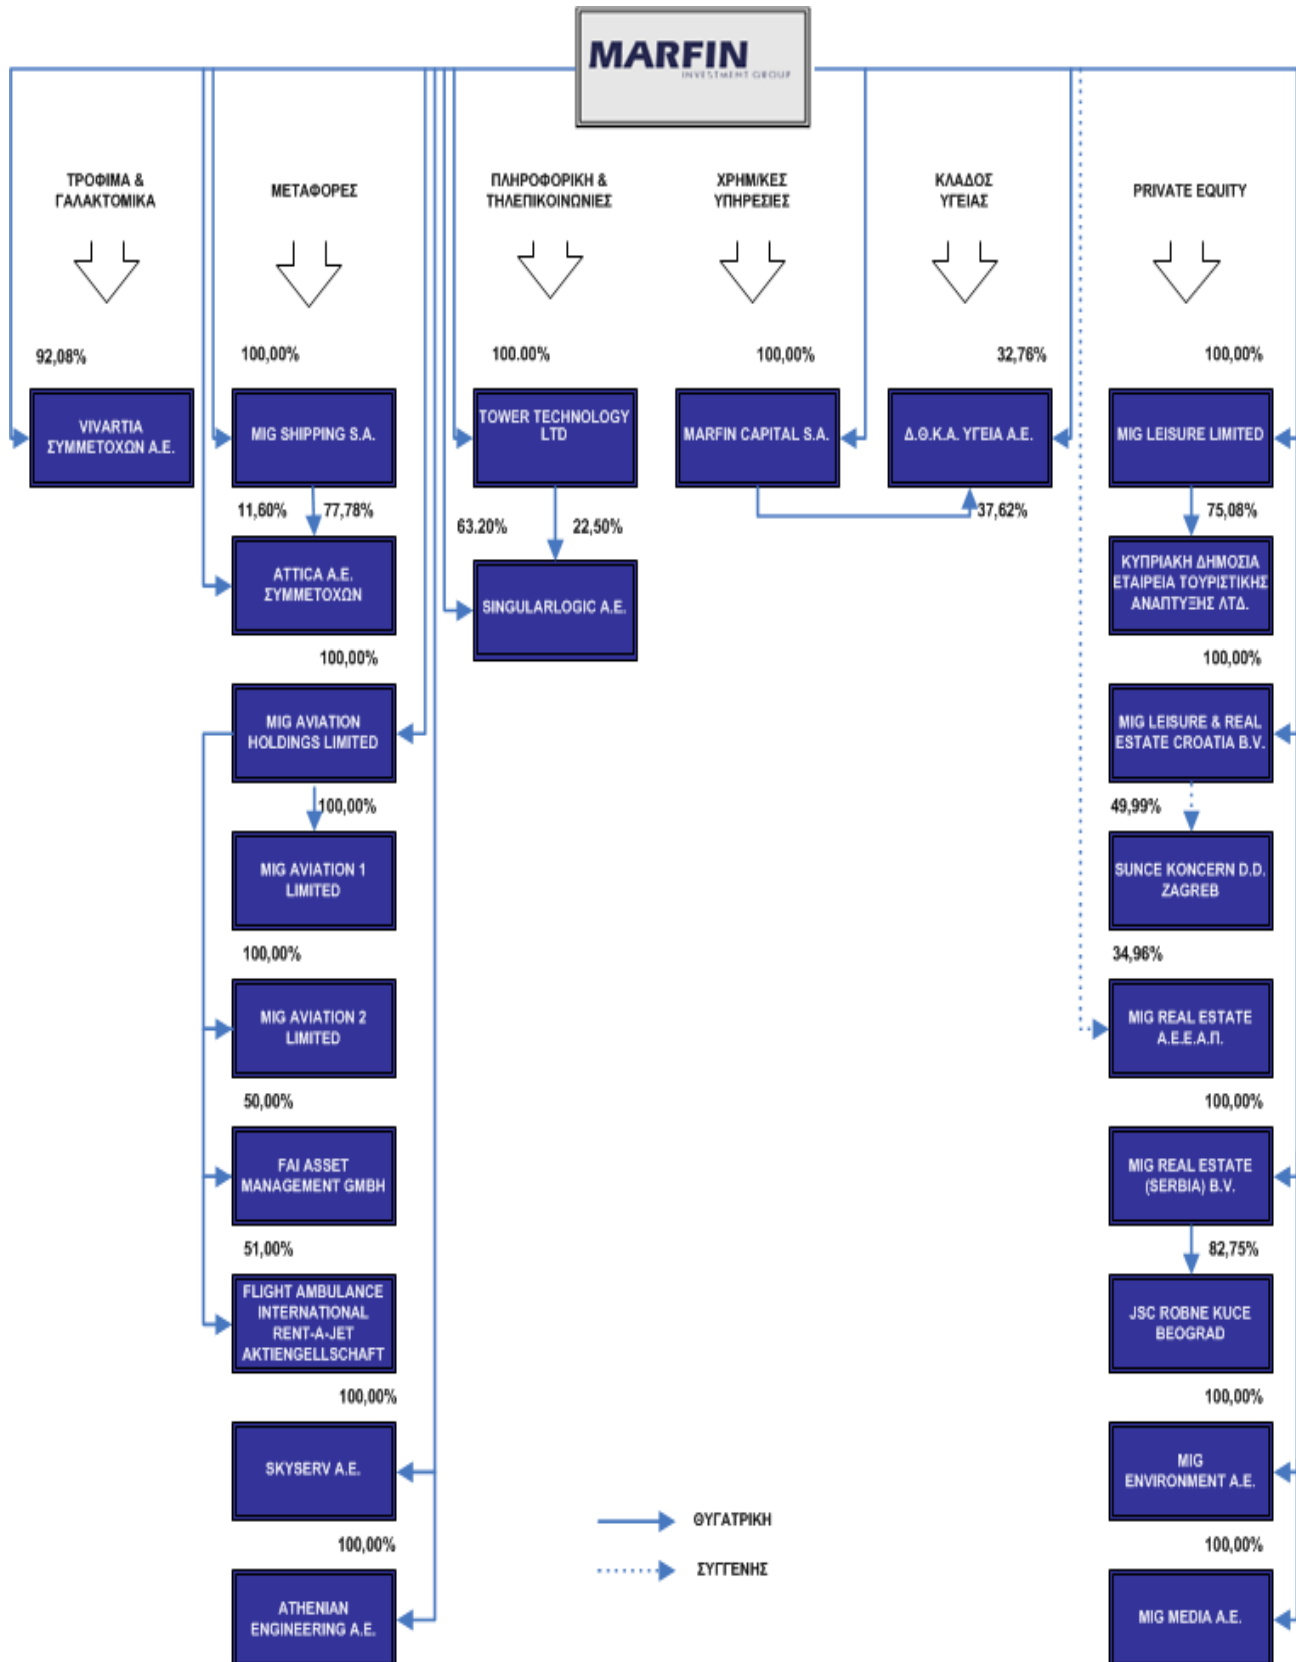 MARFIN
INVESTMENT GROUP
ΤΡΟΦΙΜΑ &
ΓΑΛΑΚΤΟΜΙΚΑ
ΜΕΤΑΦΟΡΕΣ
ΠΛΗΡΟΦΟΡΙΚΗ &
ΤΗΛΕΠΙΚΟΙΝΩΝΙΕΣ
ΧΡΗΜ/ΚΕΣ
ΥΠΗΡΕΣΙΕΣ
ΚΛΑΔΟΣ
ΥΓΕΙΑΣ
PRIVATE EQUITY
92,08%
100,00%
100.00%
100,00%
32,76%
100,00%
VIVARTIA
ΣΥΜΜΕΤΟΧΩΝ Α.Ε.
MIG SHIPPING S.A.
TOWER TECHNOLOGY
LTD
MARFIN CAPITAL S.A.
Δ.Θ.Κ.Α. ΥΓΕΙΑ Α.Ε.
MIG LEISURE LIMITED
11,60%
77,78%
63.20%
22,50%
37,62%
75,08%
ATTICA Α.Ε.
ΣΥΜΜΕΤΟΧΩΝ
SINGULARLOGIC Α.Ε.
ΚΥΠΡΙΑΚΗ ΔΗΜΟΣΙΑ
ΕΤΑΙΡΕΙΑ ΤΟΥΡΙΣΤΙΚΗΣ
ΑΝΑΠΤΥΞΗΣ ΛΤΔ.
100,00%
100,00%
MIG AVIATION
HOLDINGS LIMITED
MIG LEISURE & REAL
ESTATE CROATIA B.V.
100,00%
49,99%
MIG AVIATION 1
LIMITED
SUNCE KONCERN D.D.
ZAGREB
100,00%
34,96%
MIG AVIATION 2
LIMITED
MIG REAL ESTATE
Α.Ε.Ε.Α.Π.
50,00%
100,00%
FAI ASSET
MANAGEMENT GMBH
MIG REAL ESTATE
(SERBIA) B.V.
51,00%
82,75%
FLIGHT AMBULANCE
INTERNATIONAL
RENT-A-JET
AKTIENGELLSCHAFT
JSC ROBNE KUCE
BEOGRAD
100,00%
100,00%
SKYSERV Α.Ε.
MIG
ENVIRONMENT Α.Ε.
ΘΥΓΑΤΡΙΚΗ
100,00%
100,00%
ΣΥΓΓΕΝΗΣ
ATHENIAN
ENGINEERING Α.Ε.
MIG MEDIA Α.Ε.